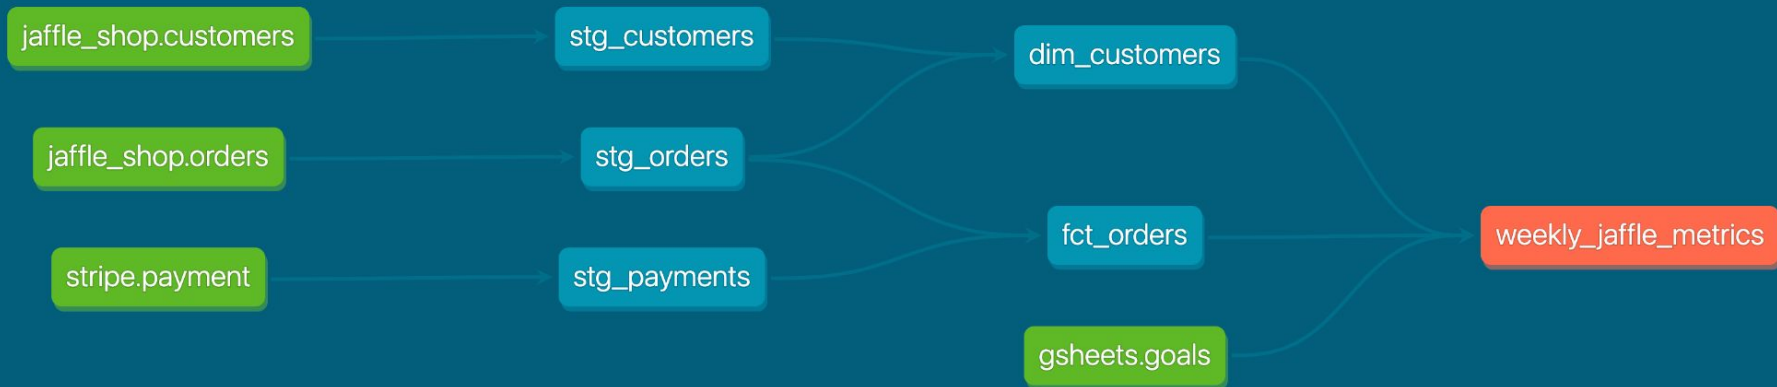 jaffle_shop.customers
stg_customers
dim_customers
jaffle_shop.orders
stg_orders
fct_orders
weekly_jaffle_metrics
stripe.payment
stg_payments
gsheets.goals